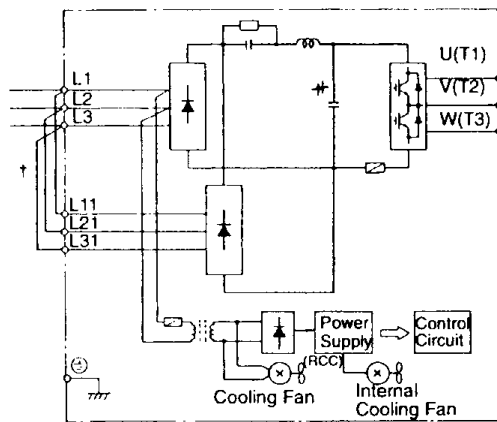 U(T1)
L1
V(T2)
L2
L3
W(T3)
†
L11
L21
L31
Power
Supply
Control
Circuit
(RCC)
Cooling Fan
Internal
Cooling Fan